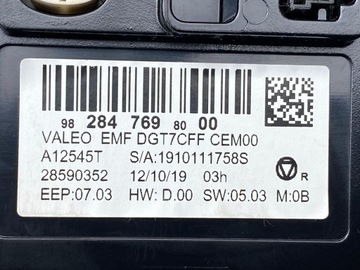 98 284 769 80 00
VALEO EMF DGT7CFF CEM00
A12545T S/A:1910111758S
28590352 12/10/19 03h
R
EEP:07.03 HW: D.00 SW:05.03 M:0B